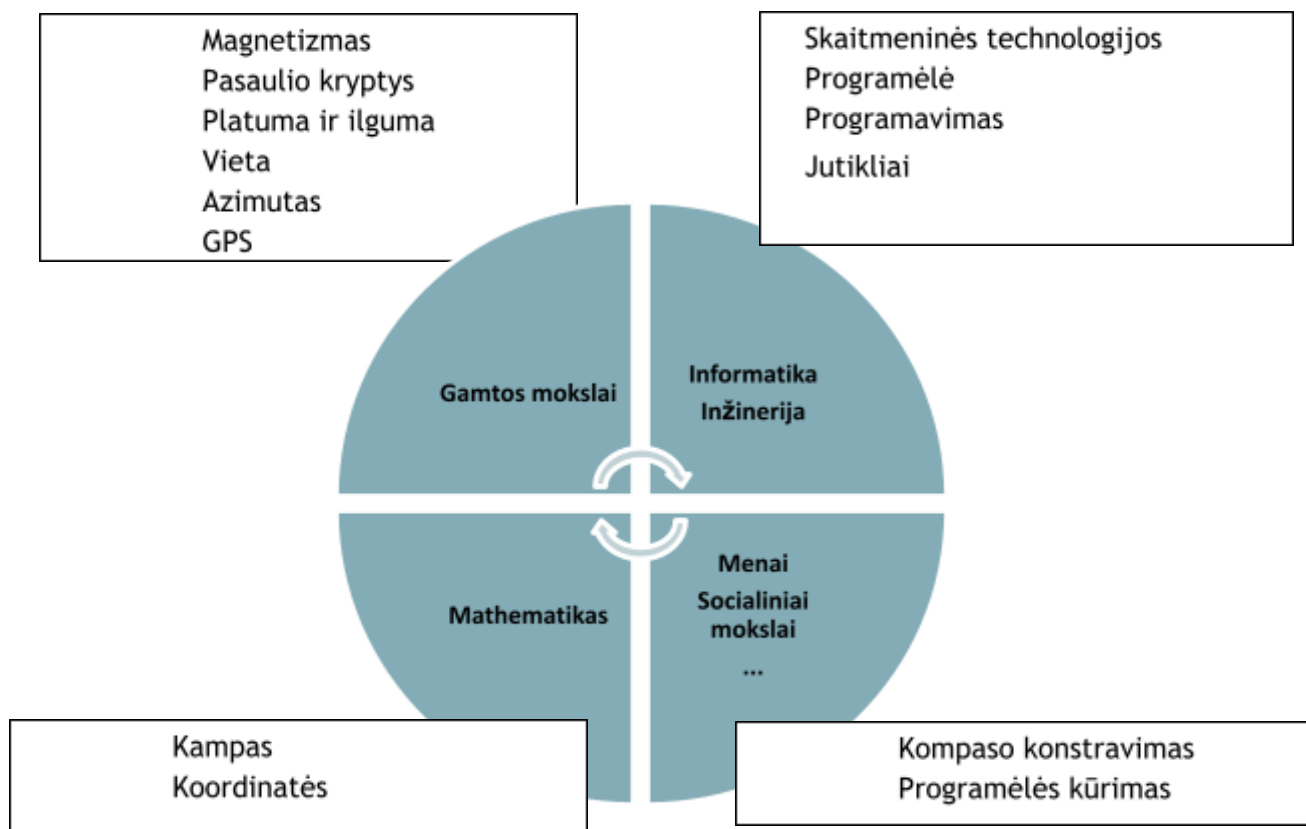 Magnetizmas
Pasaulio kryptys
Platuma ir ilguma
Vieta
Azimutas
GPS
Skaitmeninės technologijos
Programėlė
Programavimas
Jutikliai
Gamtos mokslai
Informatika
Inžinerija
Mathematikas
Menai
Socialiniai
mokslai
...
Kampas
Koordinatės
Kompaso konstravimas
Programėlės kūrimas